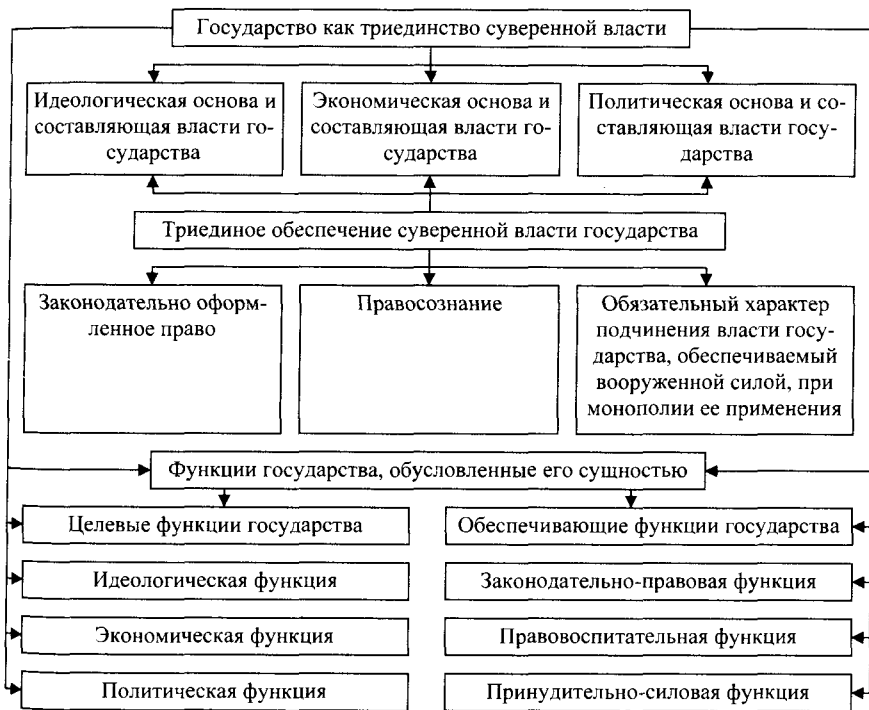 Государство как триединство суверенной власти
Идеологическая основа и
составляющая власти го-
сударства
Экономическая основа и
составляющая власти го-
сударства
Политическая основа и со-
ставляющая власти госу-
дарства
Триединое обеспечение суверенной власти государства
Законодательно оформ-
ленное право
Правосознание
Обязательный характер
подчинения власти госу-
дарства, обеспечиваемый
вооруженной силой, при
монополии ее применения
Функции государства, обусловленные его сущностью
Целевые функции государства
Обеспечивающие функции государства
Идеологическая функция
Законодательно-правовая функция
Экономическая функция
Правовоспитательная функция
Политическая функция
Принудительно-силовая функция